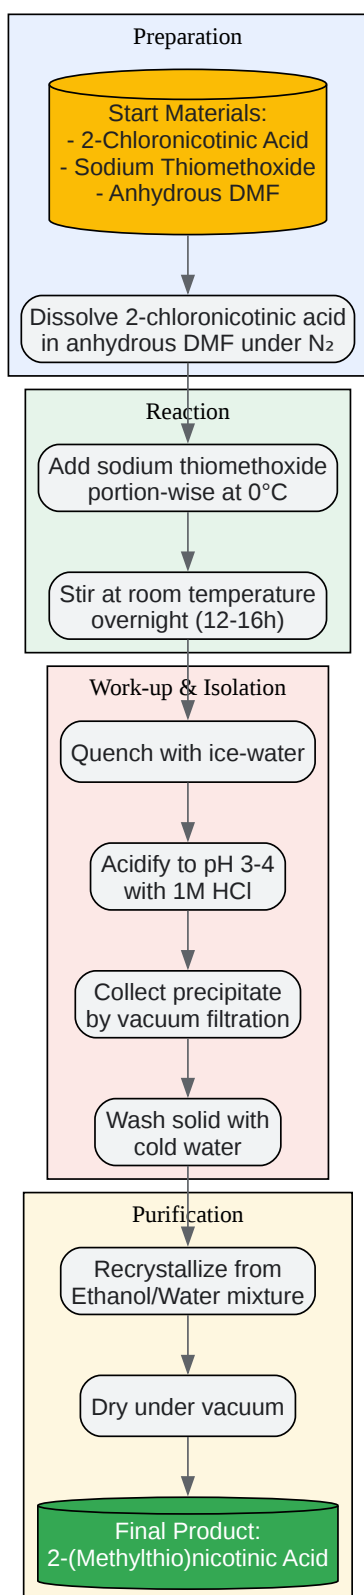 Preparation
Start Materials:
- 2-Chloronicotinic Acid
- Sodium Thiomethoxide
- Anhydrous DMF
Dissolve 2-chloronicotinic acid
in anhydrous DMF under N₂
Reaction
Add sodium thiomethoxide
portion-wise at 0°C
Stir at room temperature
overnight (12-16h)
Work-up & Isolation
Quench with ice-water
Acidify to pH 3-4
with 1M HCl
Collect precipitate
by vacuum filtration
Wash solid with
cold water
Purification
Recrystallize from
Ethanol/Water mixture
Dry under vacuum
Final Product:
2-(Methylthio)nicotinic Acid